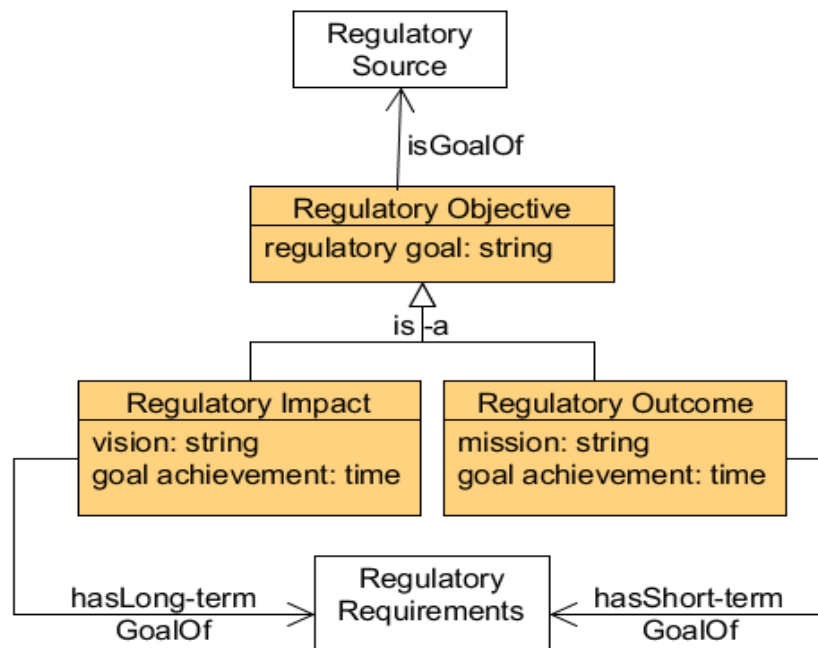 Regulatory
Source
isGoalOf
Regulatory Objective
regulatory goal: string
is -a
Regulatory Impact
vision: string
goal achievement: time
Regulatory Outcome
mission: string
goal achievement: time
hasLong-term
GoalOf
Regulatory
Requirements
hasShort-term
GoalOf